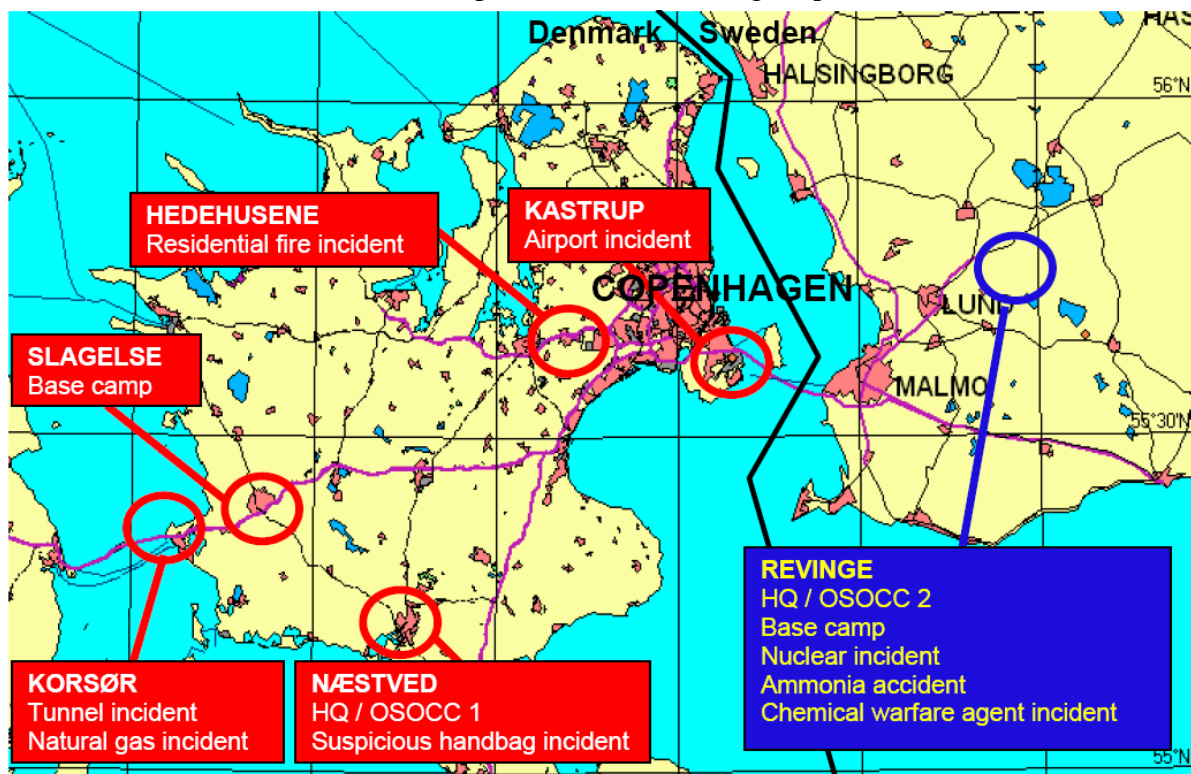 Denmark Sweden
HAS
HALSINGBORG
56°N
HEDEHUSENE
Residential fire incident
KASTRUP
Airport incident
COPENHAGEN
LUND
SLAGELSE
Base camp
MALMO
55°30'N
REVINGE
HQ / OSOCC 2
Base camp
Nuclear incident
Ammonia accident
Chemical warfare agent incident
KORSØR
Tunnel incident
Natural gas incident
NÆSTVED
HQ / OSOCC 1
Suspicious handbag incident
55°N